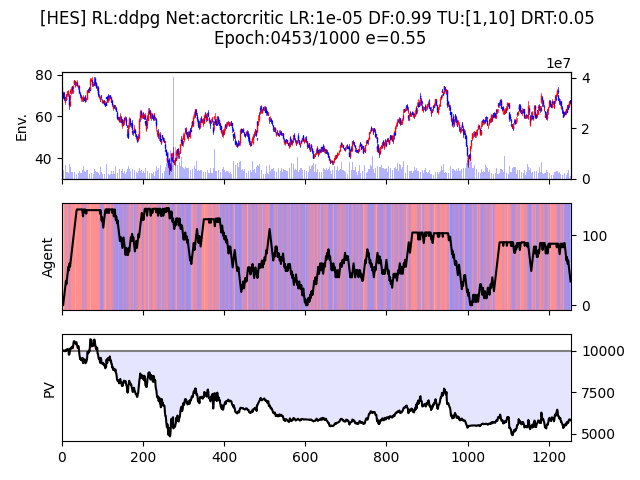 [HES] RL:ddpg Net:actorcritic LR:1e-05 DF:0.99 TU:[1,10] DRT:0.05
Epoch:0453/1000 e=0.55
1e7
80
60
40
Env.
4
2
0
Agent
100
0
PV
10000
7500
5000
0 200 400 600 800 1000 1200